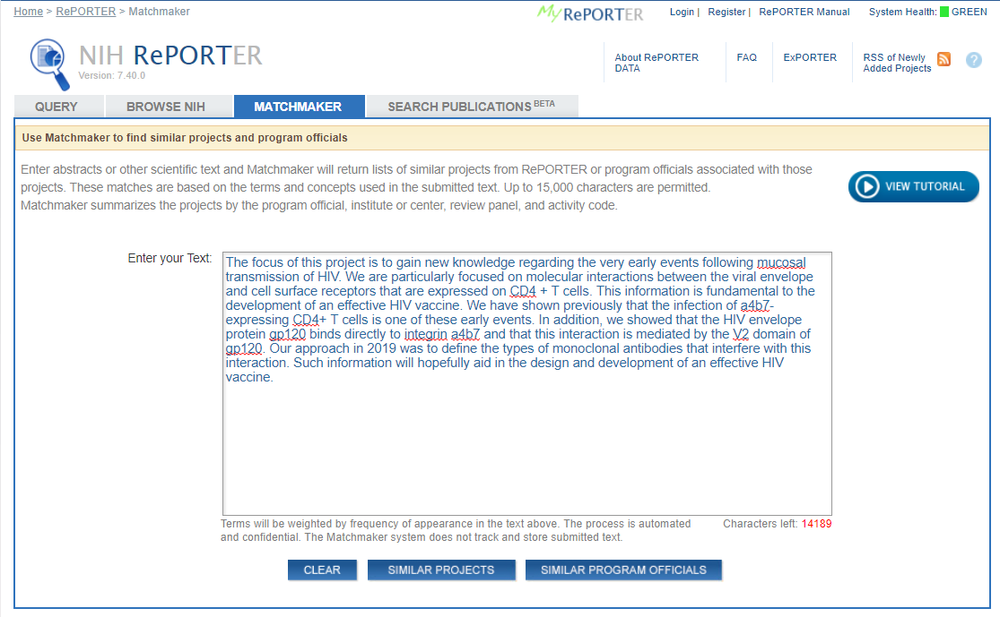 Home > RePORTER > Matchmaker
My RePORTER
Login | Register | RePORTER Manual System Health: GREEN
NIH RePORTER
Version: 7.40.0
About RePORTER DATA
FAQ
ExPORTER
RSS of Newly Added Projects
?
QUERY
BROWSE NIH
MATCHMAKER
SEARCH PUBLICATIONS BETA
Use Matchmaker to find similar projects and program officials
Enter abstracts or other scientific text and Matchmaker will return lists of similar projects from RePORTER or program officials associated with those
projects. These matches are based on the terms and concepts used in the submitted text. Up to 15,000 characters are permitted.
Matchmaker summarizes the projects by the program official, institute or center, review panel, and activity code.
VIEW TUTORIAL
Enter your Text:
The focus of this project is to gain new knowledge regarding the very early events following mucosal
transmission of HIV. We are particularly focused on molecular interactions between the viral envelope
and cell surface receptors that are expressed on CD4 + T cells. This information is fundamental to the
development of an effective HIV vaccine. We have shown previously that the infection of a4b7-
expressing CD4+ T cells is one of these early events. In addition, we showed that the HIV envelope
protein gp120 binds directly to integrin a4b7 and that this interaction is mediated by the V2 domain of
gp120. Our approach in 2019 was to define the types of monoclonal antibodies that interfere with this
interaction. Such information will hopefully aid in the design and development of an effective HIV
vaccine.
Terms will be weighted by frequency of appearance in the text above. The process is automated
and confidential. The Matchmaker system does not track and store submitted text.
Characters left: 14189
CLEAR
SIMILAR PROJECTS
SIMILAR PROGRAM OFFICIALS